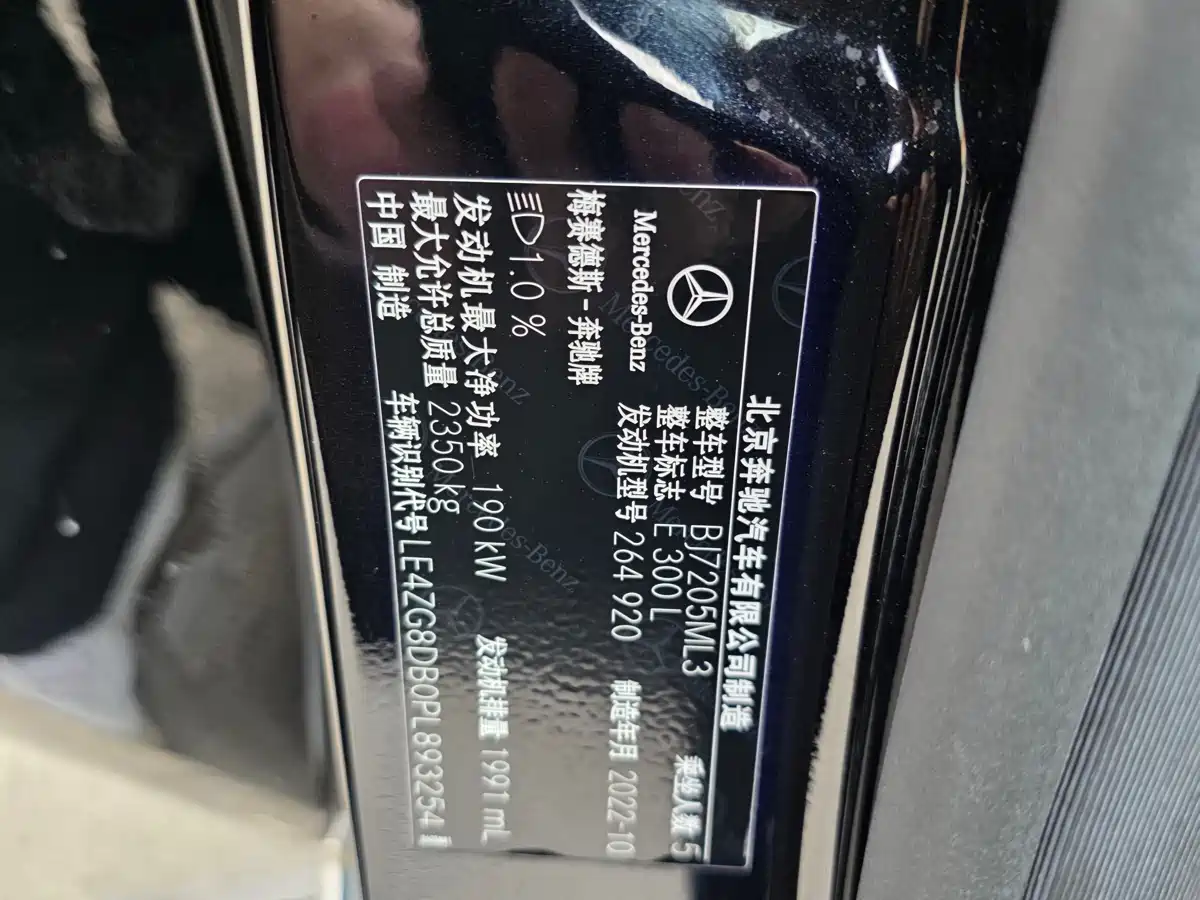 北京奔驰汽车有限公司制造
Mercedes-Benz
整车型号 BJ7205ML3 乘坐人数 5
整车标志 E 300 L
梅赛德斯-奔驰牌 发动机型号 264 920 制造年月 2022-10
1.0 %
发动机最大净功率 190 kW 发动机排量 1991 mL
最大允许总质量 2350 kg
中国 制造 车辆识别代号 LE4ZG8DB0PL893254